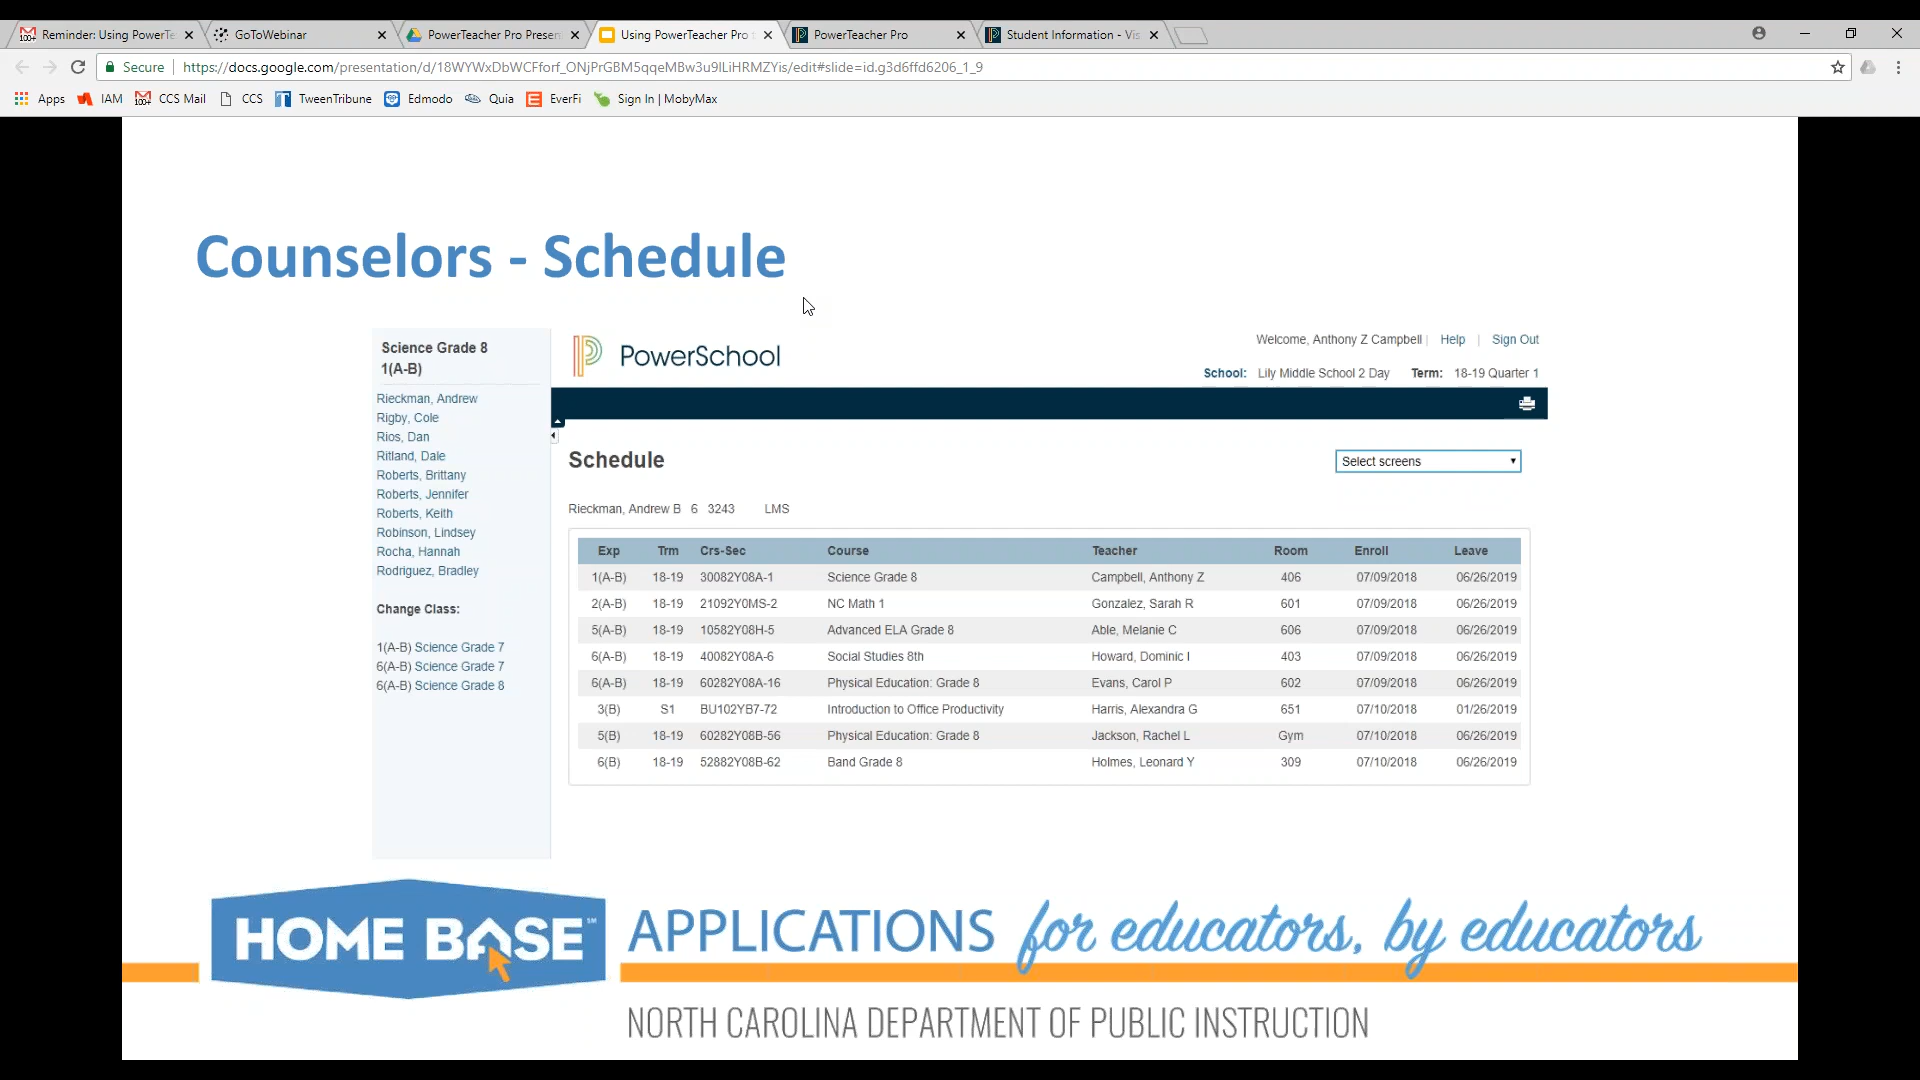 Reminder: Using PowerTe
GoToWebinar
PowerTeacher Pro Presen
Using PowerTeacher Pro
PowerTeacher Pro
Student Information - Vis
Secure
https://docs.google.com/presentation/d/18WYWxDbWCFforf_ONjPrGBM5qqeMBw3u9lLiHRMZYis/edit#slide=id.g3d6ffd6206_1_9
Apps IAM CCS Mail CCS TweenTribune Edmodo Quia EverFi Sign In | MobyMax
Counselors - Schedule
Science Grade 8
1(A-B)
Rieckman, Andrew
Rigby, Cole
Rios, Dan
Ritland, Dale
Roberts, Brittany
Roberts, Jennifer
Roberts, Keith
Robinson, Lindsey
Rocha, Hannah
Rodriguez, Bradley
Change Class:
1(A-B) Science Grade 7
6(A-B) Science Grade 7
6(A-B) Science Grade 8
PowerSchool
Welcome, Anthony Z Campbell | Help | Sign Out
School: Lily Middle School 2 Day Term: 18-19 Quarter 1
Schedule
Select screens
Rieckman, Andrew B 6 3243 LMS
Exp Trm Crs-Sec Course Teacher Room Enroll Leave
1(A-B) 18-19 30082Y08A-1 Science Grade 8 Campbell, Anthony Z 406 07/09/2018 06/26/2019
2(A-B) 18-19 21092Y0MS-2 NC Math 1 Gonzalez, Sarah R 601 07/09/2018 06/26/2019
5(A-B) 18-19 10582Y08H-5 Advanced ELA Grade 8 Able, Melanie C 606 07/09/2018 06/26/2019
6(A-B) 18-19 40082Y08A-6 Social Studies 8th Howard, Dominic I 403 07/09/2018 06/26/2019
6(A-B) 18-19 60282Y08A-16 Physical Education: Grade 8 Evans, Carol P 602 07/09/2018 06/26/2019
3(B) S1 BU102YB7-72 Introduction to Office Productivity Harris, Alexandra G 651 07/10/2018 01/26/2019
5(B) 18-19 60282Y08B-56 Physical Education: Grade 8 Jackson, Rachel L Gym 07/10/2018 06/26/2019
6(B) 18-19 52882Y08B-62 Band Grade 8 Holmes, Leonard Y 309 07/10/2018 06/26/2019
HOME BASE℠ APPLICATIONS for educators, by educators
NORTH CAROLINA DEPARTMENT OF PUBLIC INSTRUCTION